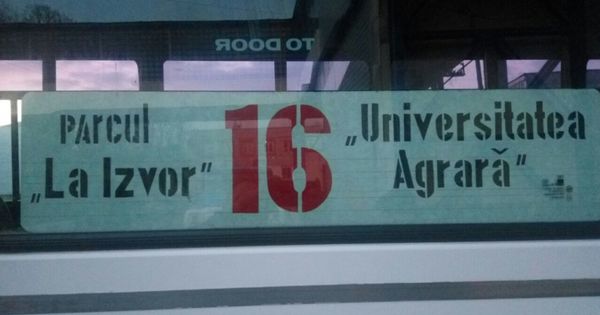 TO DOOR
PARCUL
„La Izvor”
16
„Universitatea
Agrară”